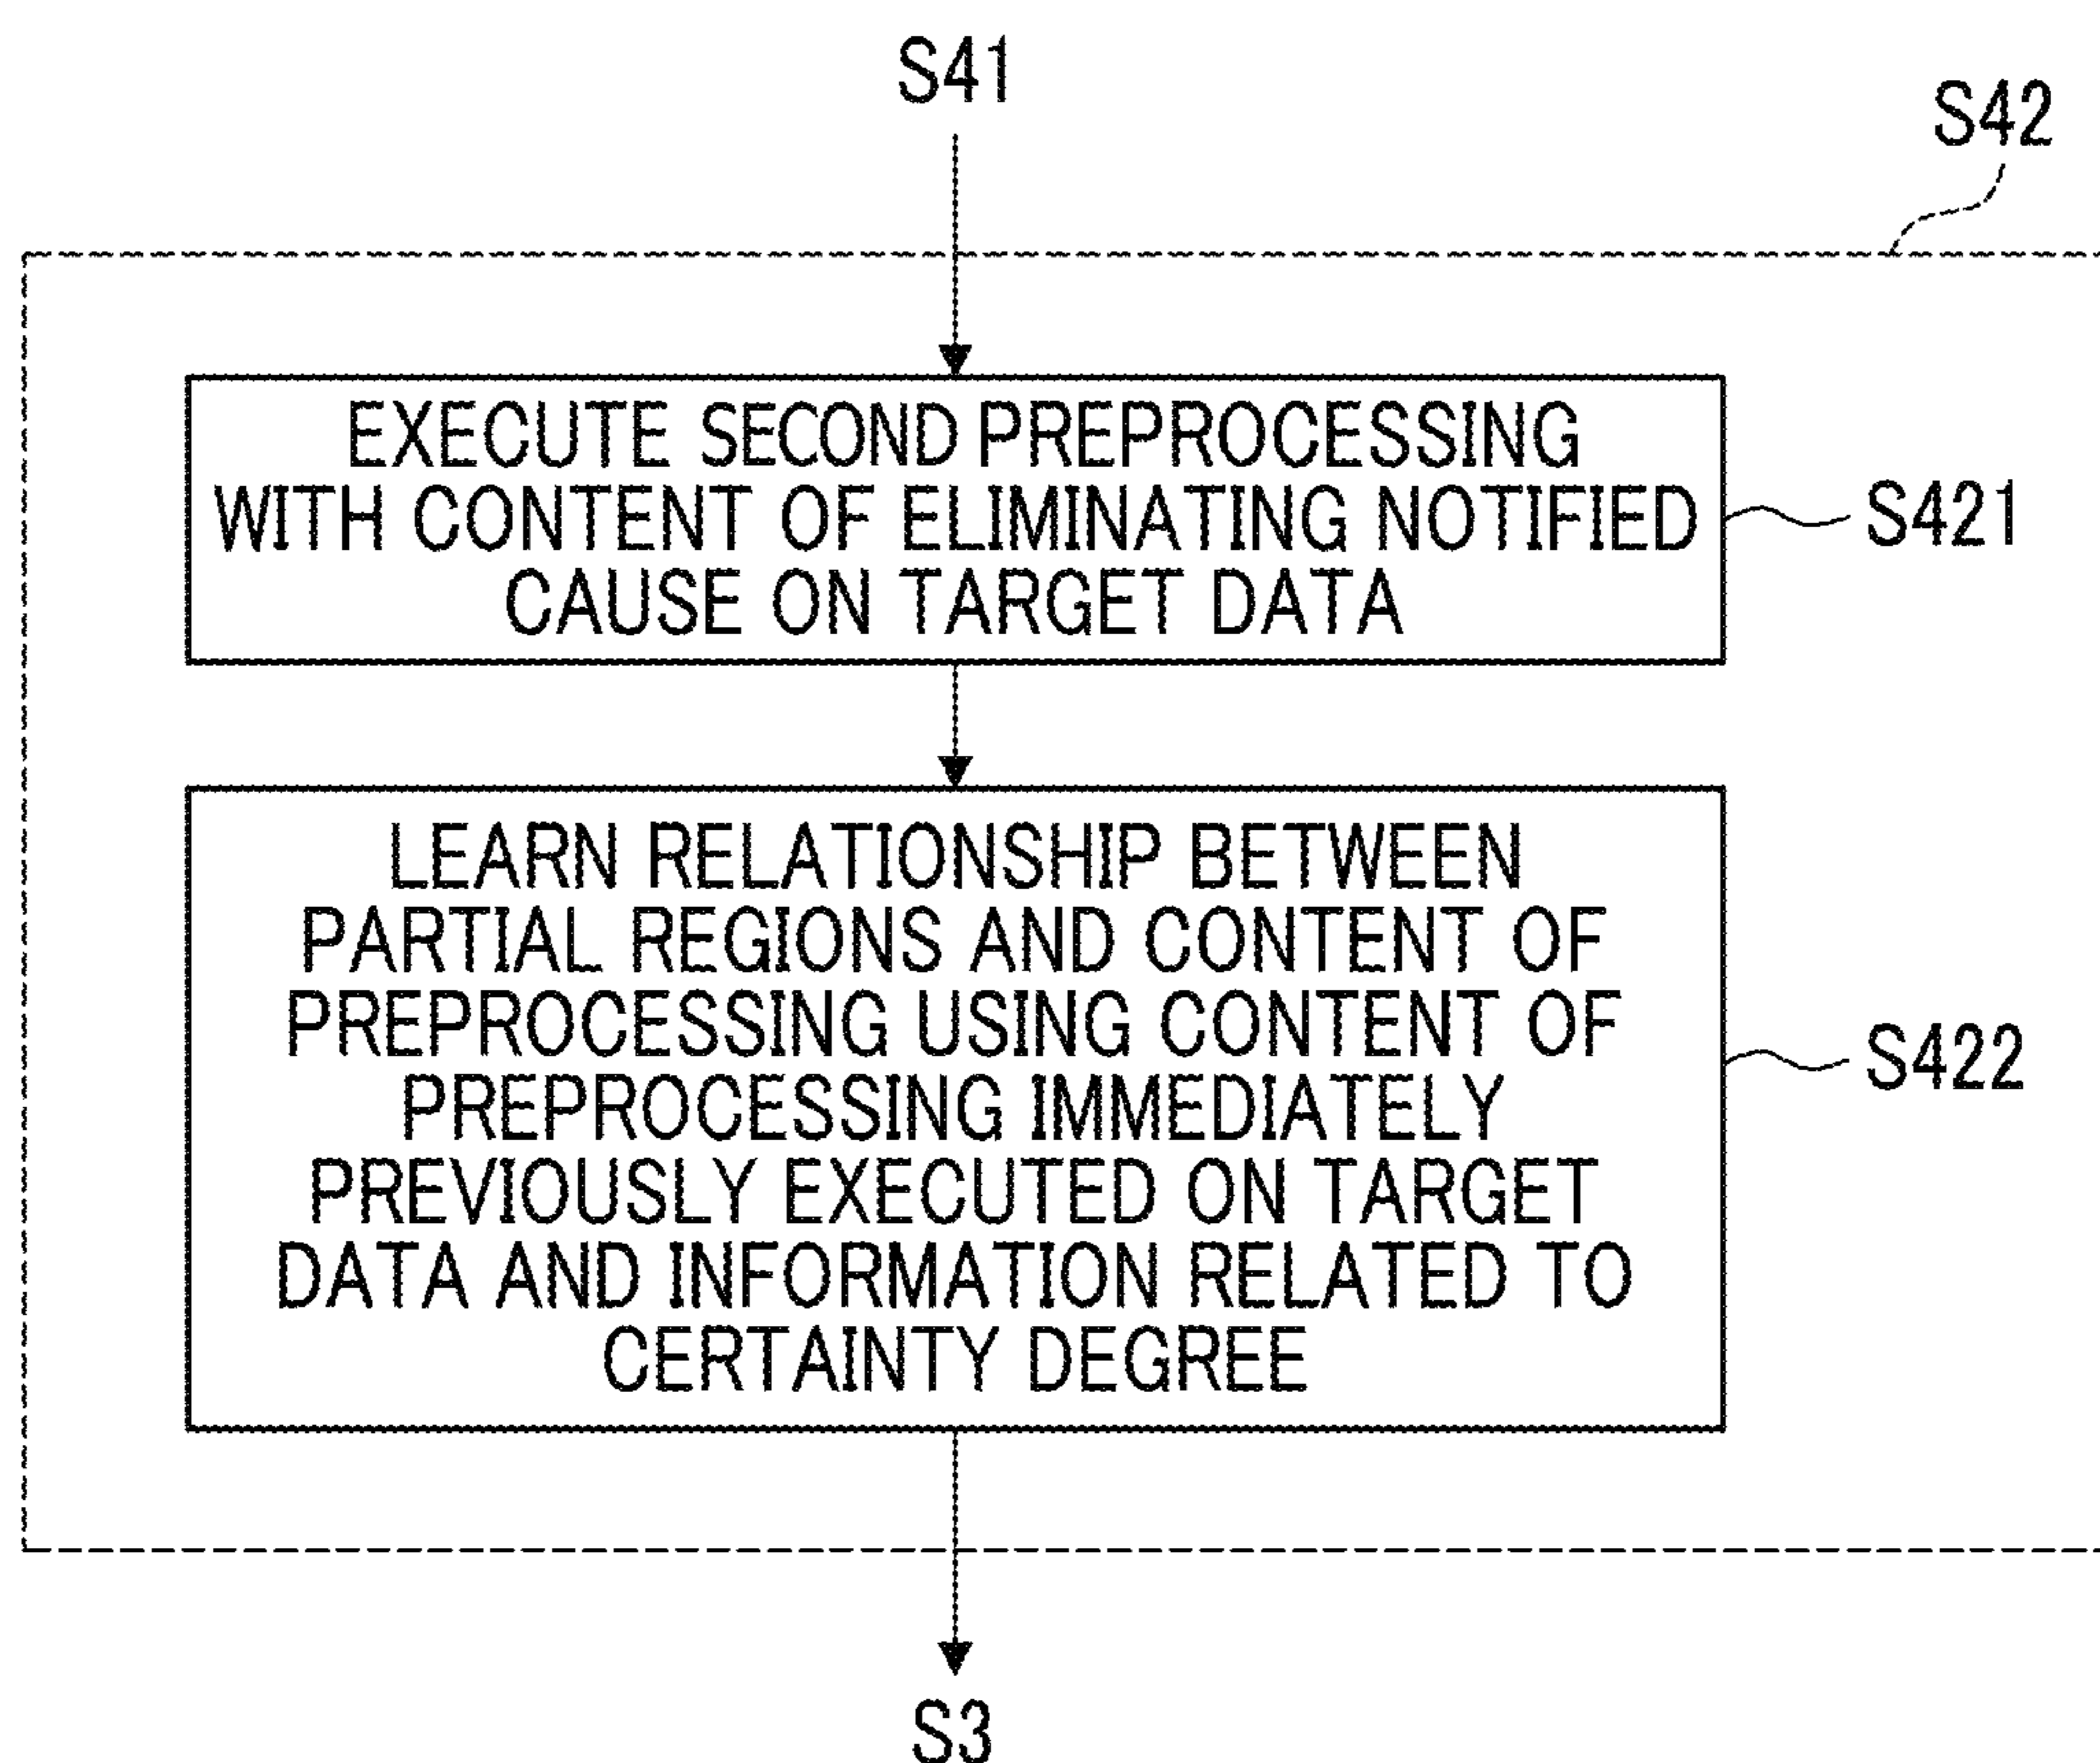 S41
S42
EXECUTE SECOND PREPROCESSING
WITH CONTENT OF ELIMINATING NOTIFIED
CAUSE ON TARGET DATA
S421
LEARN RELATIONSHIP BETWEEN
PARTIAL REGIONS AND CONTENT OF
PREPROCESSING USING CONTENT OF
PREPROCESSING IMMEDIATELY
PREVIOUSLY EXECUTED ON TARGET
DATA AND INFORMATION RELATED TO
CERTAINTY DEGREE
S422
S3